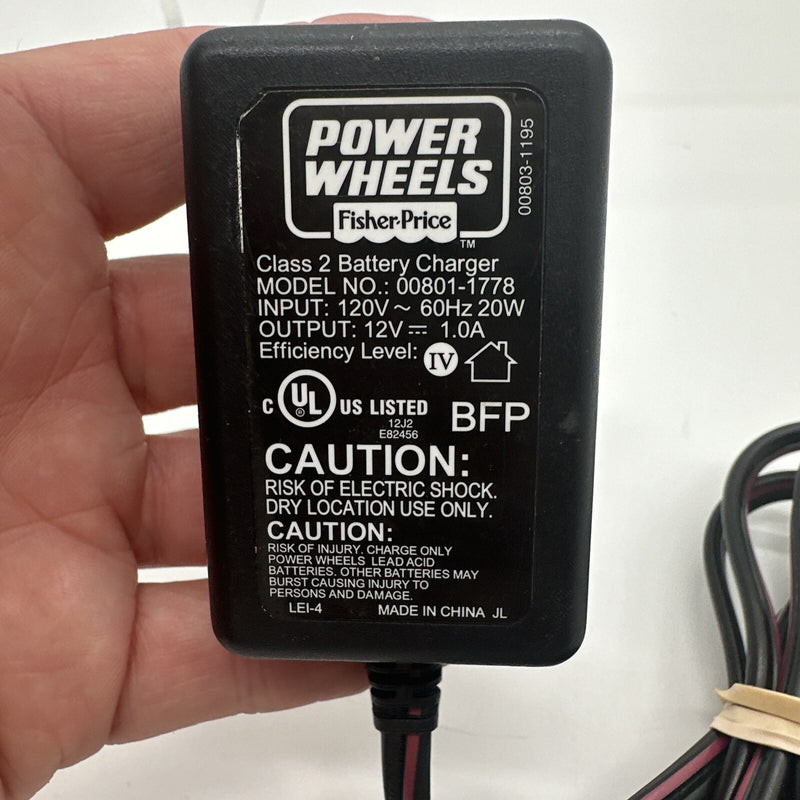 POWER
WHEELS
Fisher-Price
TM
00803-1195
Class 2 Battery Charger
MODEL NO.: 00801-1778
INPUT: 120V ~ 60Hz 20W
OUTPUT: 12V ⎓ 1.0A
Efficiency Level: IV
c UL ® US LISTED BFP
12J2
E82456
CAUTION:
RISK OF ELECTRIC SHOCK.
DRY LOCATION USE ONLY.
CAUTION:
RISK OF INJURY. CHARGE ONLY
POWER WHEELS LEAD ACID
BATTERIES. OTHER BATTERIES MAY
BURST CAUSING INJURY TO
PERSONS AND DAMAGE.
LEI-4 MADE IN CHINA JL